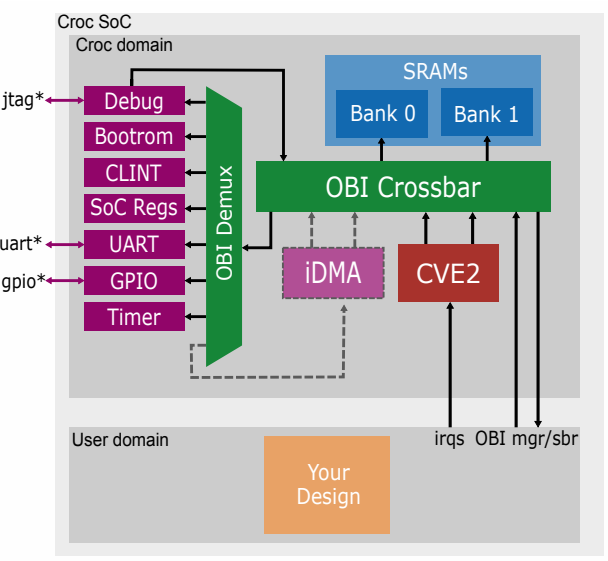 Croc SoC
Croc domain
jtag*
Debug
Bootrom
CLINT
SoC Regs
uart*
UART
gpio*
GPIO
Timer
OBI Demux
SRAMs
Bank 0
Bank 1
OBI Crossbar
iDMA
CVE2
User domain
irqs
OBI mgr/sbr
Your
Design